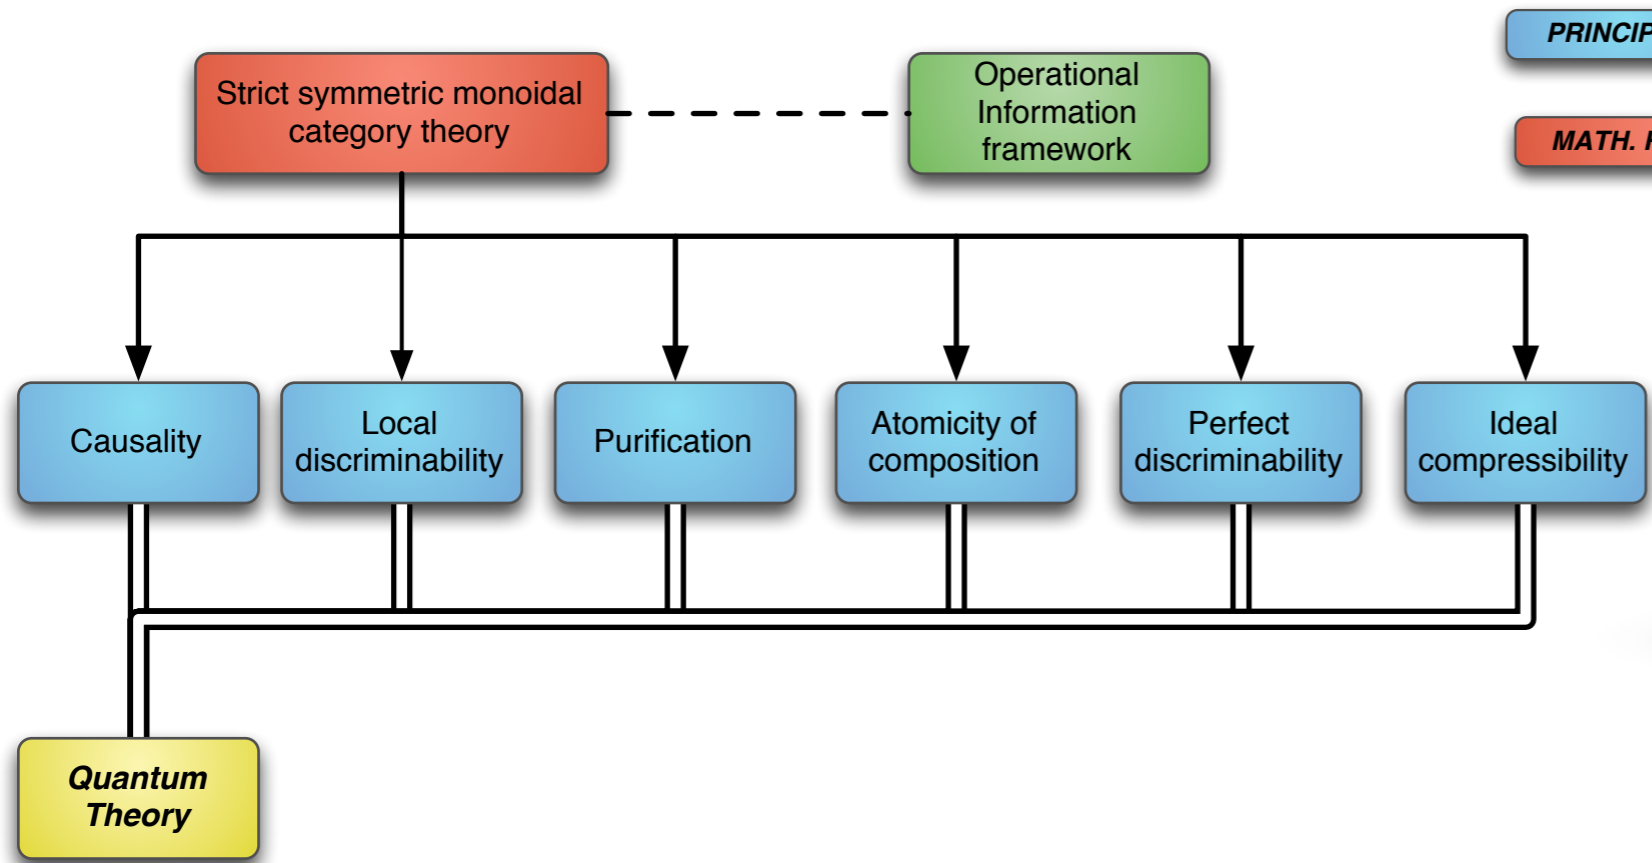 PRINCIP
Strict symmetric monoidal
category theory
Operational
Information
framework
MATH.
Causality
Local
discriminability
Purification
Atomicity of
composition
Perfect
discriminability
Ideal
compressibility
Quantum
Theory